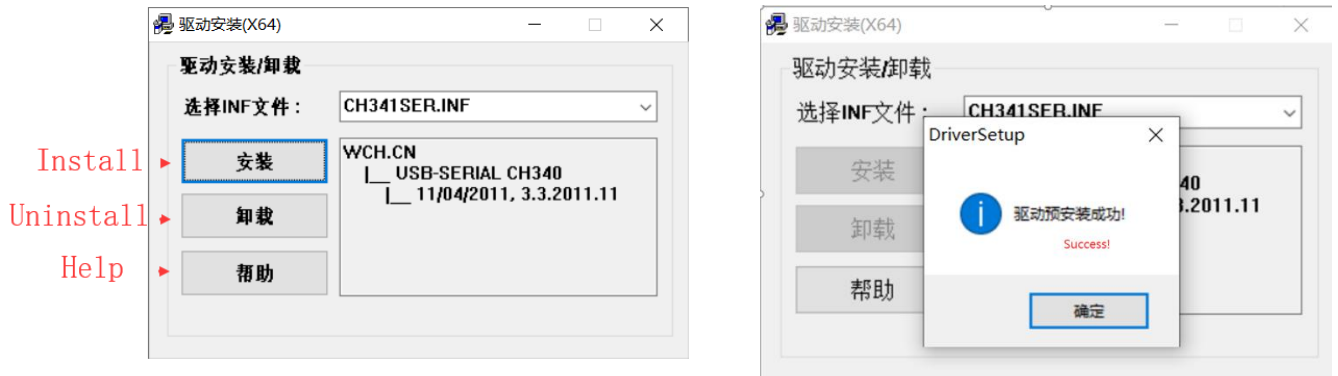 驱动安装(X64)
驱动安装/卸载
选择INF文件：
CH341SER.INF
Install
安装
WCH.CN
|__ USB-SERIAL CH340
|__ 11/04/2011, 3.3.2011.11
Uninstall
卸载
Help
帮助
驱动安装(X64)
驱动安装/卸载
选择INF文件：
CH341SER.INF
DriverSetup
安装
40
3.2011.11
驱动预安装成功!
Success!
卸载
帮助
确定